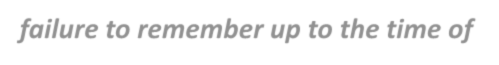 failure to remember up to the time of